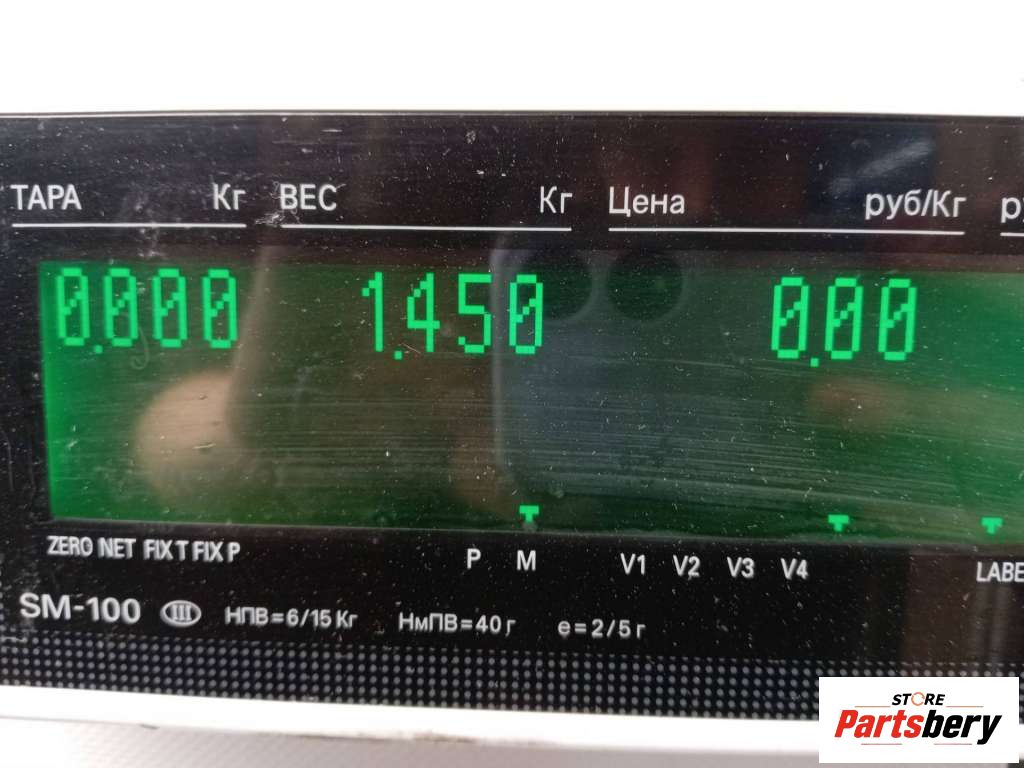 ТАРА Кг ВЕС Кг Цена руб/Кг
0.000 1.450 0.00
ZERO NET FIX T FIX P P M V1 V2 V3 V4
SM-100 III НПВ=6/15 Кг НмПВ=40 г e=2/5 г
STORE
Partsbery